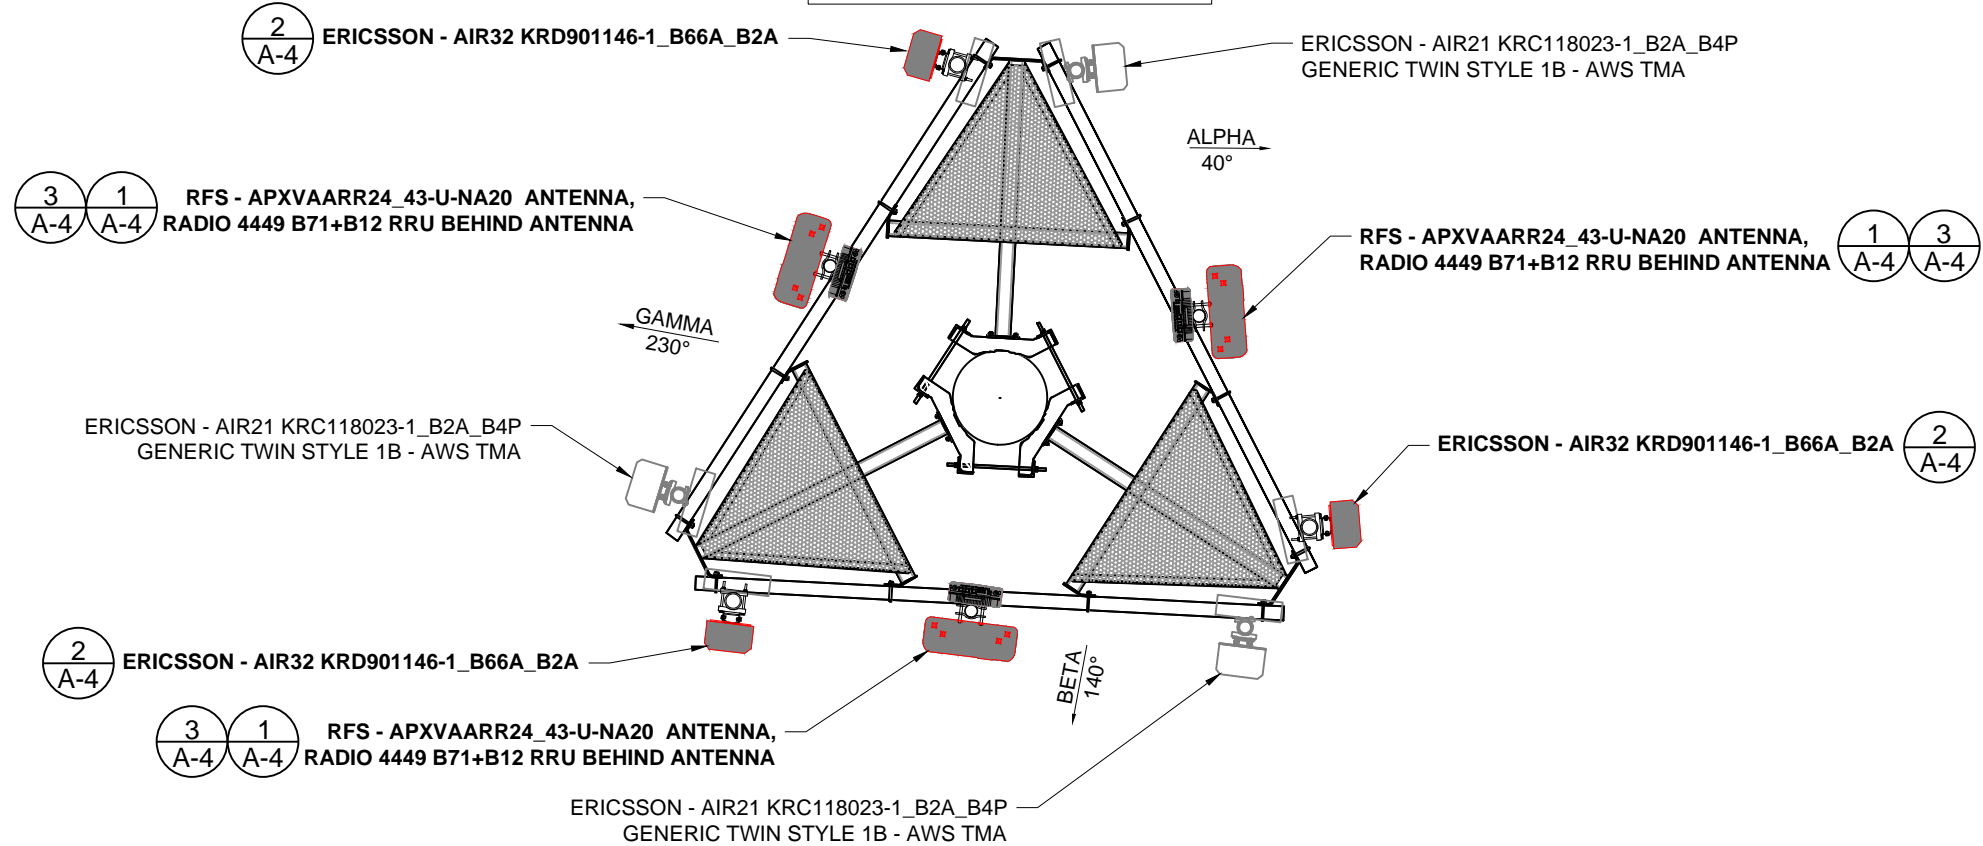 2
A-4
ERICSSON - AIR32 KRD901146-1_B66A_B2A
ERICSSON - AIR21 KRC118023-1_B2A_B4P
GENERIC TWIN STYLE 1B - AWS TMA
ALPHA
40°
3
A-4
1
A-4
RFS - APXVAARR24_43-U-NA20 ANTENNA,
RADIO 4449 B71+B12 RRU BEHIND ANTENNA
RFS - APXVAARR24_43-U-NA20 ANTENNA,
RADIO 4449 B71+B12 RRU BEHIND ANTENNA
1
A-4
3
A-4
GAMMA
230°
ERICSSON - AIR21 KRC118023-1_B2A_B4P
GENERIC TWIN STYLE 1B - AWS TMA
ERICSSON - AIR32 KRD901146-1_B66A_B2A
2
A-4
2
A-4
ERICSSON - AIR32 KRD901146-1_B66A_B2A
BETA
140°
3
A-4
1
A-4
RFS - APXVAARR24_43-U-NA20 ANTENNA,
RADIO 4449 B71+B12 RRU BEHIND ANTENNA
ERICSSON - AIR21 KRC118023-1_B2A_B4P
GENERIC TWIN STYLE 1B - AWS TMA